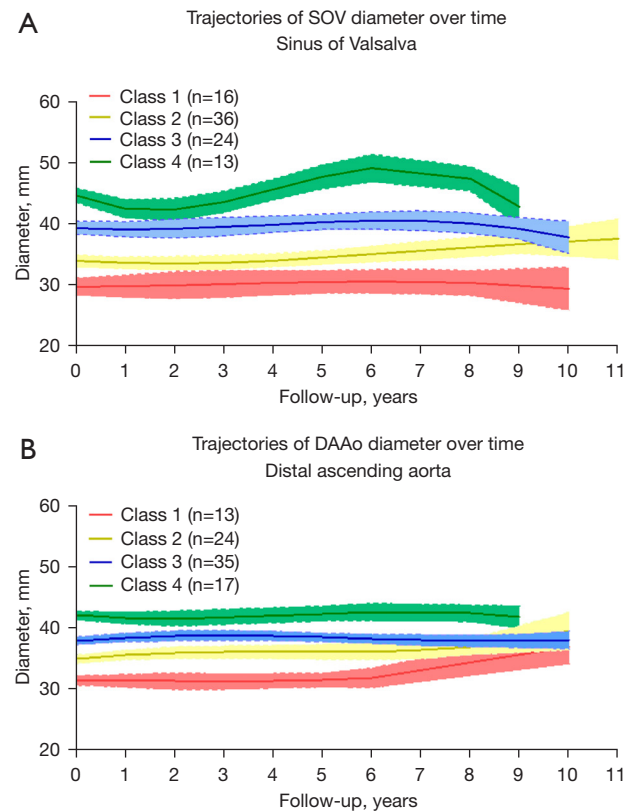 A
Trajectories of SOV diameter over time
Sinus of Valsalva
60
50
40
30
20
Diameter, mm
Class 1 (n=16)
Class 2 (n=36)
Class 3 (n=24)
Class 4 (n=13)
0 1 2 3 4 5 6 7 8 9 10 11
Follow-up, years
B
Trajectories of DAAo diameter over time
Distal ascending aorta
60
50
40
30
20
Diameter, mm
Class 1 (n=13)
Class 2 (n=24)
Class 3 (n=35)
Class 4 (n=17)
0 1 2 3 4 5 6 7 8 9 10 11
Follow-up, years